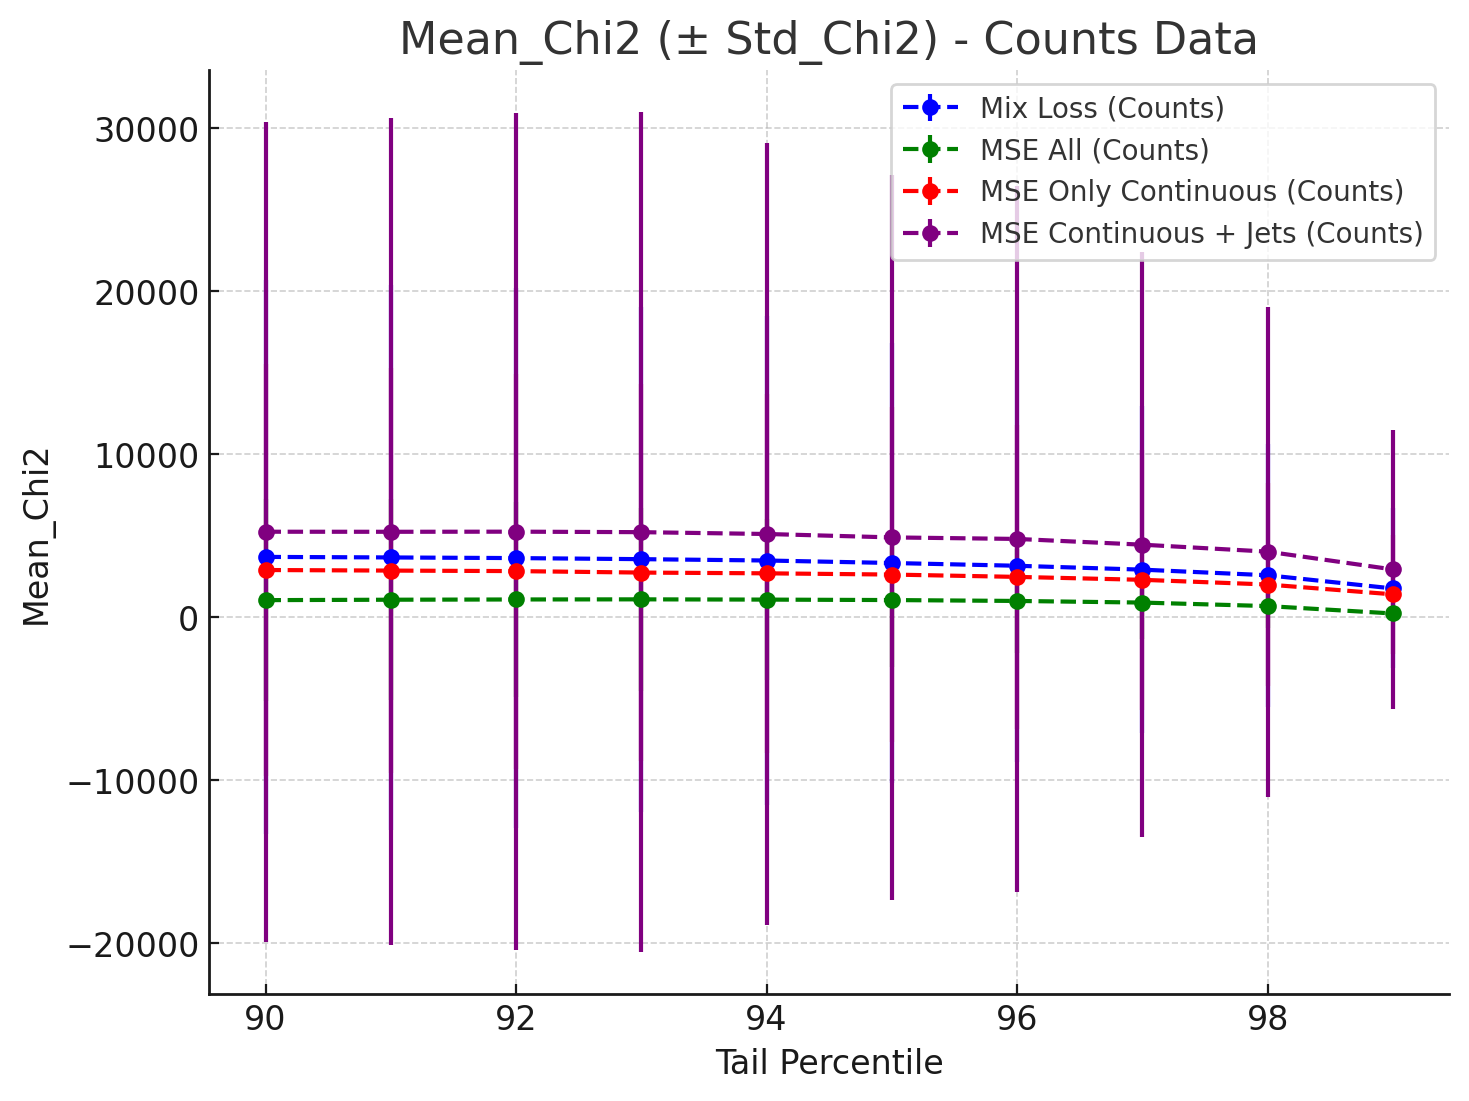 Mean_Chi2 (± Std_Chi2) - Counts Data
Mix Loss (Counts)
MSE All (Counts)
MSE Only Continuous (Counts)
MSE Continuous + Jets (Counts)
30000
20000
10000
0
−10000
−20000
Mean_Chi2
90
92
94
96
98
Tail Percentile